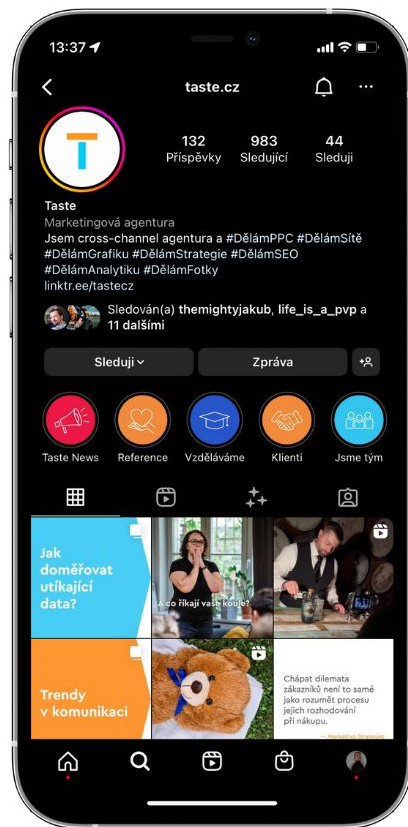 13:37
taste.cz
T
132
Příspěvky
983
Sledující
44
Sleduji
Taste
Marketingová agentura
Jsem cross-channel agentura a #DělámPPC #DělámSítě
#DělámGrafiku #DělámStrategie #DělámSEO
#DělámAnalytiku #DělámFotky
linktr.ee/tastecz
Sledován(a) themightyjakub, life_is_a_pvp a
11 dalšími
Sleduji
Zpráva
Taste News
Reference
Vzděláváme
Klienti
Jsme tým
Jak
doměřovat
utíkající
data?
A co říkají vaše koule?
Trendy
v komunikaci
Chápat dilemata
zákazníků není to samé
jako rozumět procesu
jejich rozhodování
při nákupu.
— Marketing Strategist